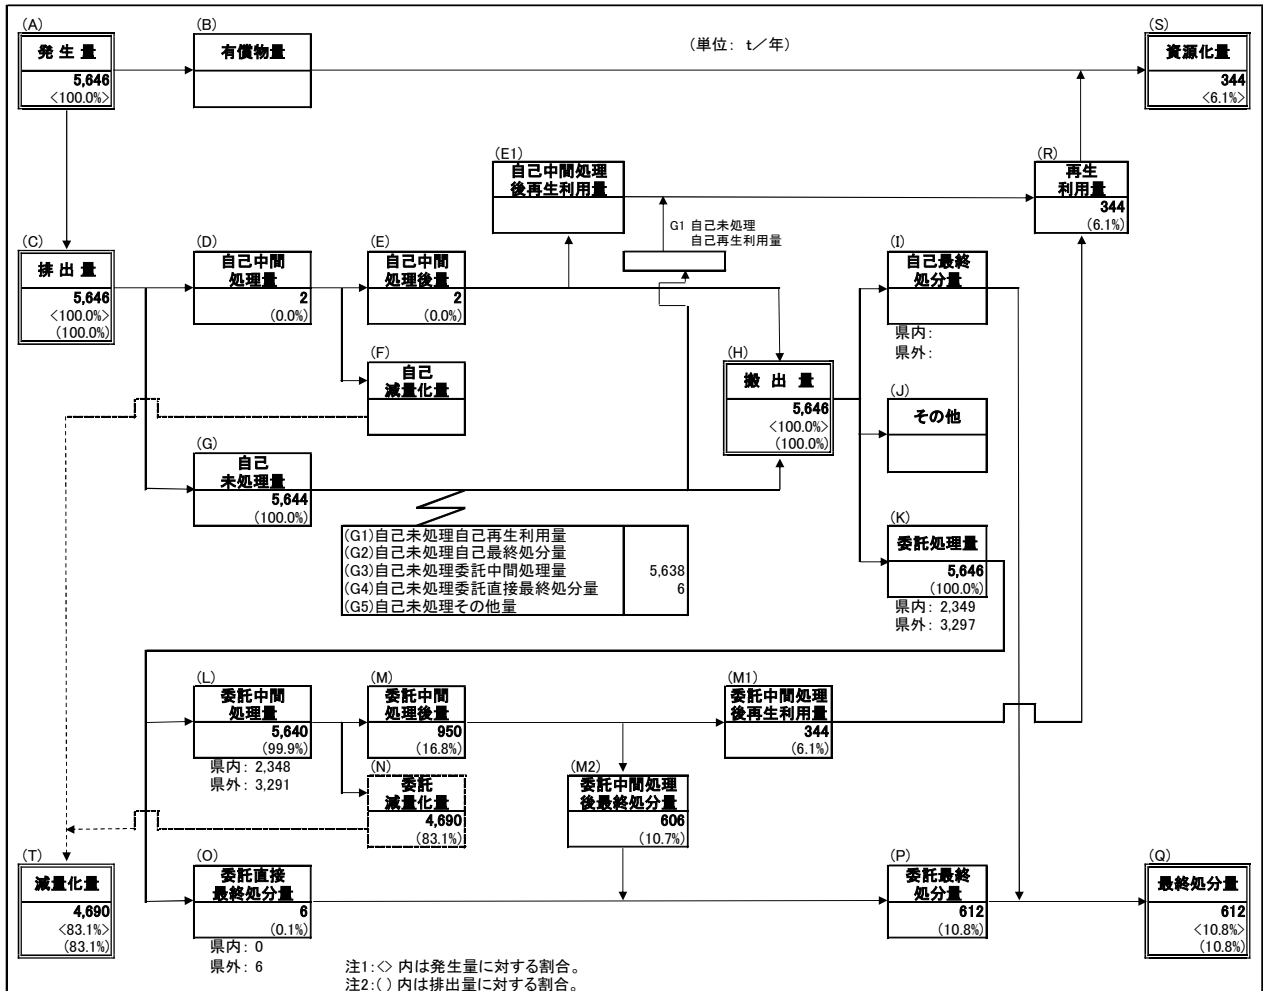 (A)
発 生 量
5,646
<100.0%>
(B)
有償物量
(単位: t/年)
(S)
資源化量
344
<6.1%>
(E1)
自己中間処理
後再生利用量
(R)
再生
利用量
344
(6.1%)
G1 自己未処理
自己再生利用量
(C)
排 出 量
5,646
<100.0%>
(100.0%)
(D)
自己中間
処理量
2
(0.0%)
(E)
自己中間
処理後量
2
(0.0%)
(I)
自己最終
処分量
県内:
県外:
(F)
自己
減量化量
(H)
搬 出 量
5,646
<100.0%>
(100.0%)
(J)
その他
(G)
自己
未処理量
5,644
(100.0%)
(G1)自己未処理自己再生利用量
(G2)自己未処理自己最終処分量
(G3)自己未処理委託中間処理量 5,638
(G4)自己未処理委託直接最終処分量 6
(G5)自己未処理その他量
(K)
委託処理量
5,646
(100.0%)
県内: 2,349
県外: 3,297
(L)
委託中間
処理量
5,640
(99.9%)
県内: 2,348
県外: 3,291
(M)
委託中間
処理後量
950
(16.8%)
(M1)
委託中間処理
後再生利用量
344
(6.1%)
(N)
委託
減量化量
4,690
(83.1%)
(M2)
委託中間処理
後最終処分量
606
(10.7%)
(T)
減量化量
4,690
<83.1%>
(83.1%)
(O)
委託直接
最終処分量
6
(0.1%)
県内: 0
県外: 6
(P)
委託最終
処分量
612
(10.8%)
(Q)
最終処分量
612
<10.8%>
(10.8%)
注1:<> 内は発生量に対する割合。
注2:( ) 内は排出量に対する割合。